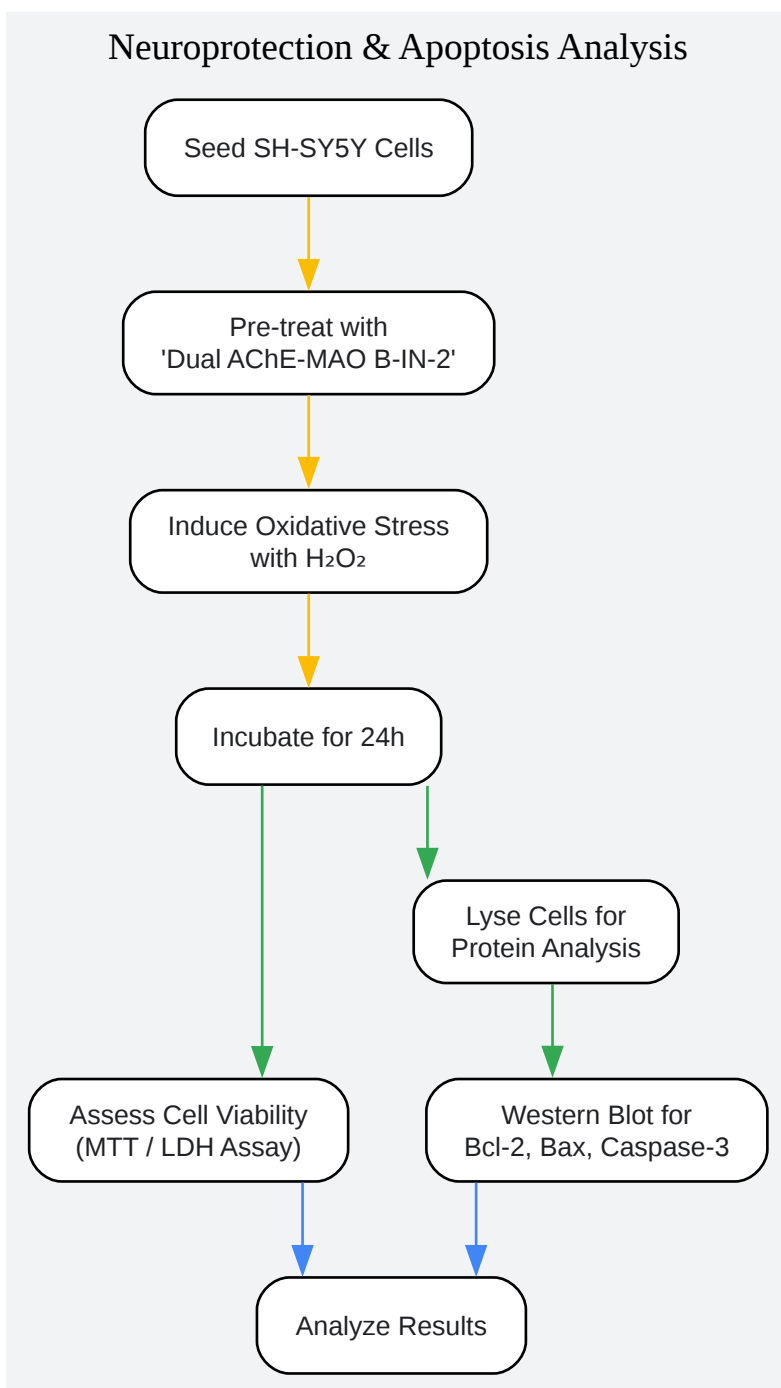 Neuroprotection & Apoptosis Analysis
Seed SH-SY5Y Cells
Pre-treat with
'Dual AChE-MAO B-IN-2'
Induce Oxidative Stress
with H₂O₂
Incubate for 24h
Lyse Cells for
Protein Analysis
Assess Cell Viability
(MTT / LDH Assay)
Western Blot for
Bcl-2, Bax, Caspase-3
Analyze Results